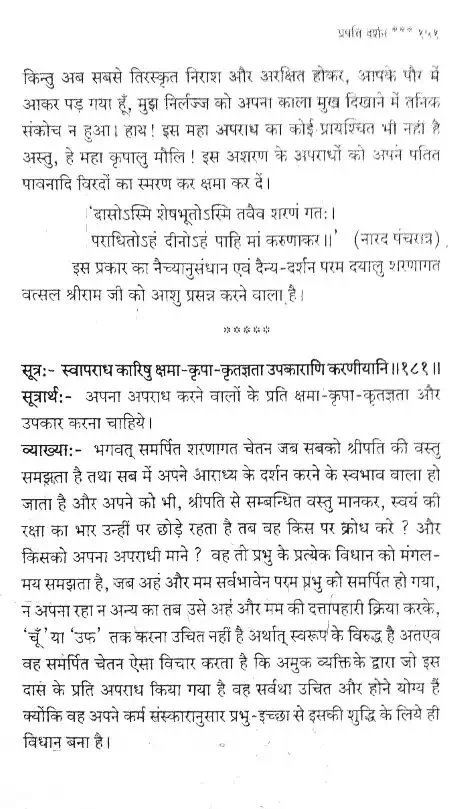 प्रपत्ति दर्शन *** १५१
किन्तु अब सबसे तिरस्कृत निराश और अरक्षित होकर, आपके पौर में
आकर पड़ गया हूँ, मुझ निर्लज्ज को अपना काला मुख दिखाने में तनिक
संकोच न हुआ। हाय! इस महा अपराध का कोई प्रायश्चित भी नहीं है
अस्तु, हे महा कृपालु मौलि! इस अशरण के अपराधों को अपने पतित
पावनादि विरदों का स्मरण कर क्षमा कर दें।
'दासोऽस्मि शेषभूतोऽस्मि तवैव शरणं गतः।
पराधितोऽहं दीनोऽहं पाहि मां करुणाकर॥' (नारद पंचरात्र)
इस प्रकार का नैच्यानुसंधान एवं दैन्य-दर्शन परम दयालु शरणागत
वत्सल श्रीराम जी को आशु प्रसन्न करने वाला है।
*****
सूत्रः- स्वापराध कारिषु क्षमा-कृपा-कृतज्ञता उपकाराणि करणीयानि॥१८१॥
सूत्रार्थः- अपना अपराध करने वालों के प्रति क्षमा-कृपा-कृतज्ञता और
उपकार करना चाहिये।
व्याख्याः- भगवत् समर्पित शरणागत चेतन जब सबको श्रीपति की वस्तु
समझता है तथा सब में अपने आराध्य के दर्शन करने के स्वभाव वाला हो
जाता है और अपने को भी, श्रीपति से सम्बन्धित वस्तु मानकर, स्वयं की
रक्षा का भार उन्हीं पर छोड़े रहता है तब वह किस पर क्रोध करे ? और
किसको अपना अपराधी माने ? वह तो प्रभु के प्रत्येक विधान को मंगल-
मय समझता है, जब अहं और मम सर्वभावेन परम प्रभु को समर्पित हो गया,
न अपना रहा न अन्य का तब उसे अहं और मम की दत्तापहारी क्रिया करके,
'चूँ' या 'उफ' तक करना उचित नहीं है अर्थात् स्वरूप के विरुद्ध है अतएव
वह समर्पित चेतन ऐसा विचार करता है कि अमुक व्यक्ति के द्वारा जो इस
दास के प्रति अपराध किया गया है वह सर्वथा उचित और होने योग्य हैं
क्योंकि वह अपने कर्म संस्कारानुसार प्रभु-इच्छा से इसकी शुद्धि के लिये ही
विधान बना है।